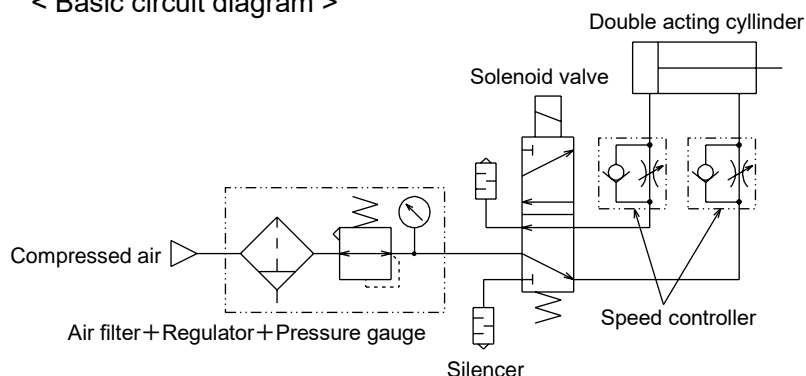 < Basic circuit diagram >
Double acting cyllinder
Solenoid valve
Compressed air
Air filter＋Regulator＋Pressure gauge
Speed controller
Silencer